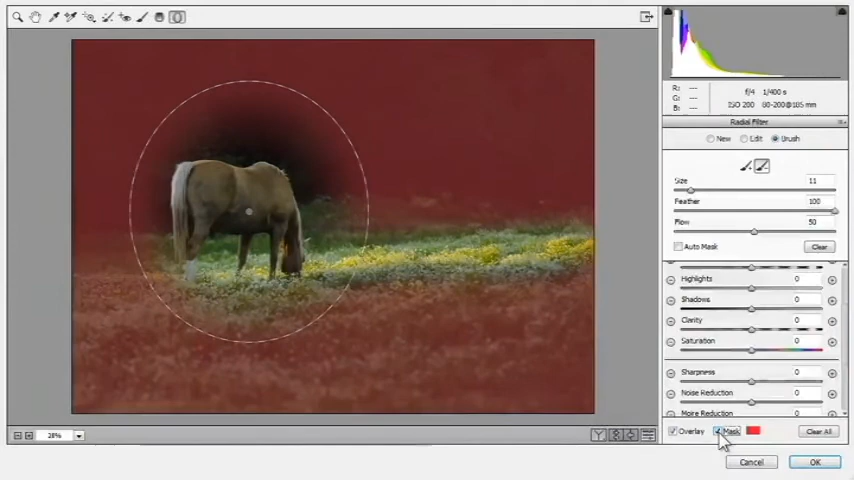 R: ---
G: ---
B: ---
f/4 1/400 s
ISO 200 80-200@185 mm
Radial Filter
New Edit Brush
Size 11
Feather 100
Flow 50
Auto Mask Clear
Highlights 0
Shadows 0
Clarity 0
Saturation 0
Sharpness 0
Noise Reduction 0
Moire Reduction 0
28%
Overlay Mask Clear All
Cancel OK